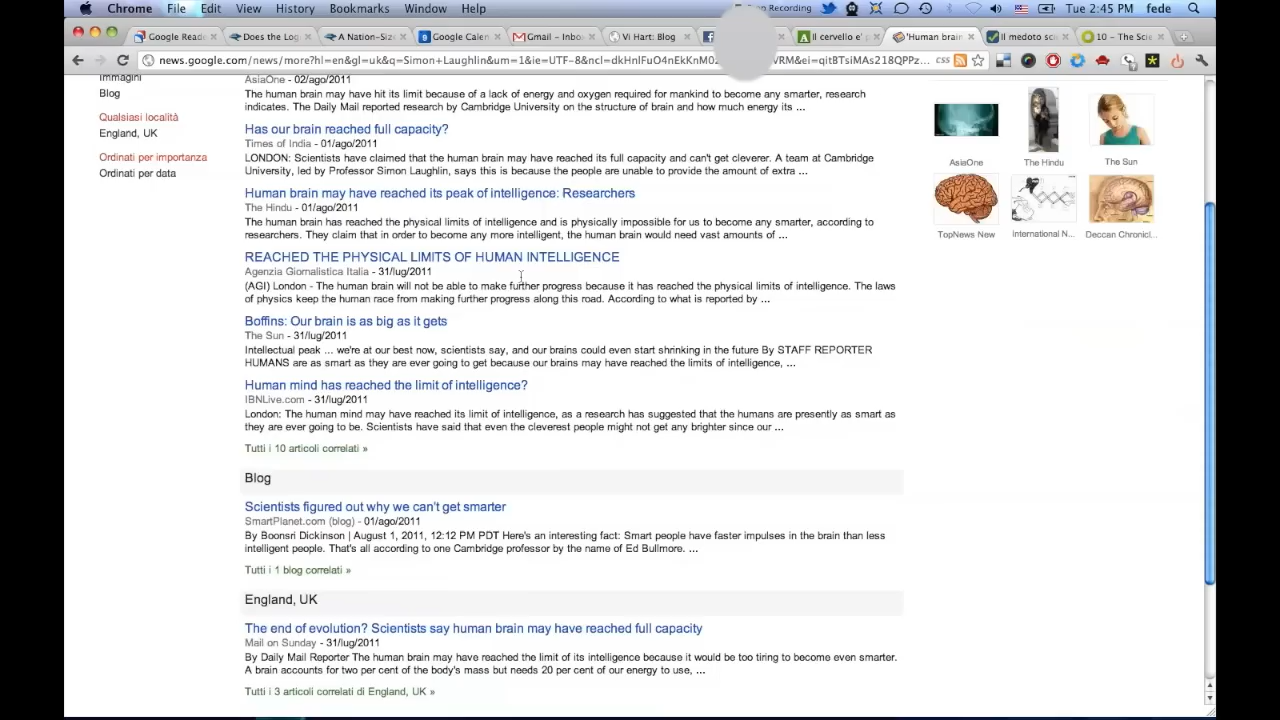 Chrome File Edit View History Bookmarks Window Help Recording Tue 2:45 PM fede
Google Read Does the Log A Nation-Size Google Calen Gmail - Inbo Vi Hart: Blog Il cervello e' 'Human brain Il medoto sci 10 - The Scie
news.google.com/news/more?hl=en&gl=uk&q=Simon+Laughlin&um=1&ie=UTF-8&ncl=
CSS
Immagini
Blog
Qualsiasi località
England, UK
Ordinati per importanza
Ordinati per data
AsiaOne - 02/ago/2011
The human brain may have hit its limit because of a lack of energy and oxygen required for mankind to become any smarter, research
indicates. The Daily Mail reported research by Cambridge University on the structure of brain and how much energy its ...
Has our brain reached full capacity?
Times of India - 01/ago/2011
LONDON: Scientists have claimed that the human brain may have reached its full capacity and can't get cleverer. A team at Cambridge
University, led by Professor Simon Laughlin, says this is because the people are unable to provide the amount of extra ...
Human brain may have reached its peak of intelligence: Researchers
The Hindu - 01/ago/2011
The human brain has reached the physical limits of intelligence and is physically impossible for us to become any smarter, according to
researchers. They claim that in order to become any more intelligent, the human brain would need vast amounts of ...
REACHED THE PHYSICAL LIMITS OF HUMAN INTELLIGENCE
Agenzia Giornalistica Italia - 31/lug/2011
(AGI) London - The human brain will not be able to make further progress because it has reached the physical limits of intelligence. The laws
of physics keep the human race from making further progress along this road. According to what is reported by ...
Boffins: Our brain is as big as it gets
The Sun - 31/lug/2011
Intellectual peak ... we're at our best now, scientists say, and our brains could even start shrinking in the future By STAFF REPORTER
HUMANS are as smart as they are ever going to get because our brains may have reached the limits of intelligence, ...
Human mind has reached the limit of intelligence?
IBNLive.com - 31/lug/2011
London: The human mind may have reached its limit of intelligence, as a research has suggested that the humans are presently as smart as
they are ever going to be. Scientists have said that even the cleverest people might not get any brighter since our ...
Tutti i 10 articoli correlati »
Blog
Scientists figured out why we can't get smarter
SmartPlanet.com (blog) - 01/ago/2011
By Boonsri Dickinson | August 1, 2011, 12:12 PM PDT Here's an interesting fact: Smart people have faster impulses in the brain than less
intelligent people. That's all according to one Cambridge professor by the name of Ed Bullmore. ...
Tutti i 1 blog correlati »
England, UK
The end of evolution? Scientists say human brain may have reached full capacity
Mail on Sunday - 31/lug/2011
By Daily Mail Reporter The human brain may have reached the limit of its intelligence because it would be too tiring to become even smarter.
A brain accounts for two per cent of the body's mass but needs 20 per cent of our energy to use, ...
Tutti i 3 articoli correlati di England, UK »
AsiaOne The Hindu The Sun
TopNews New International N... Deccan Chronicl...